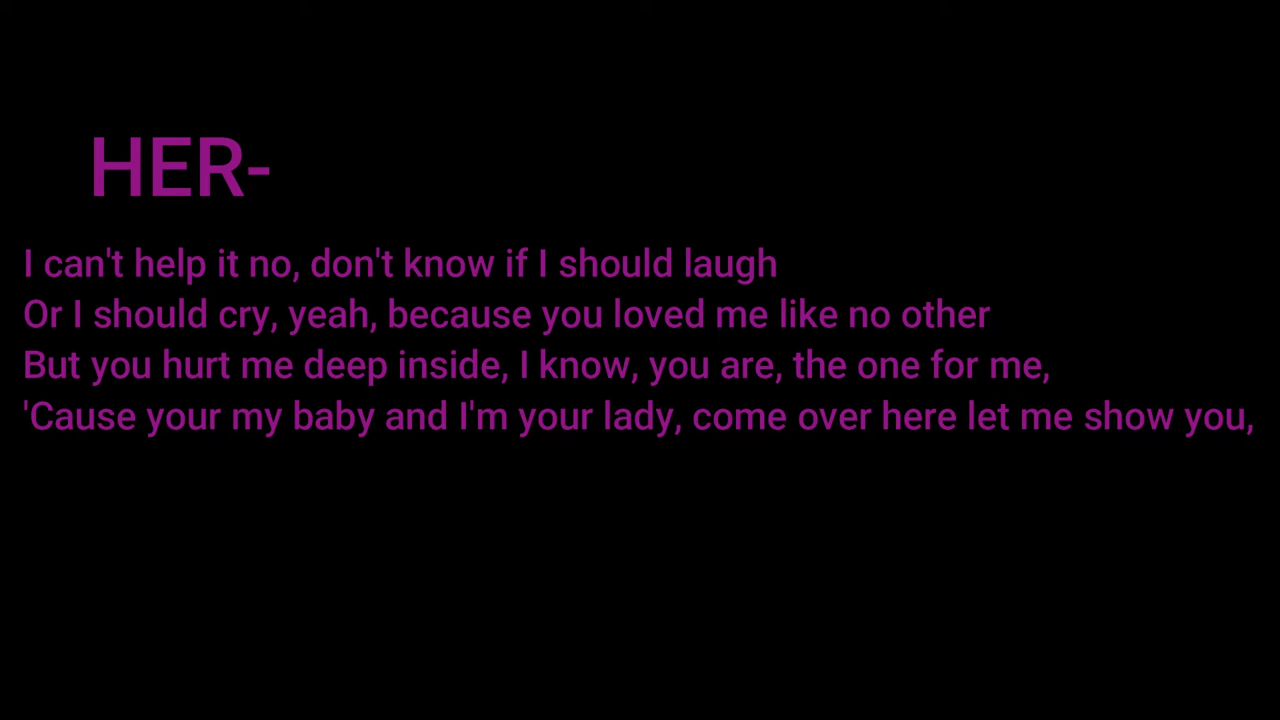 HER-
I can't help it no, don't know if I should laugh
Or I should cry, yeah, because you loved me like no other
But you hurt me deep inside, I know, you are, the one for me,
'Cause your my baby and I'm your lady, come over here let me show you,